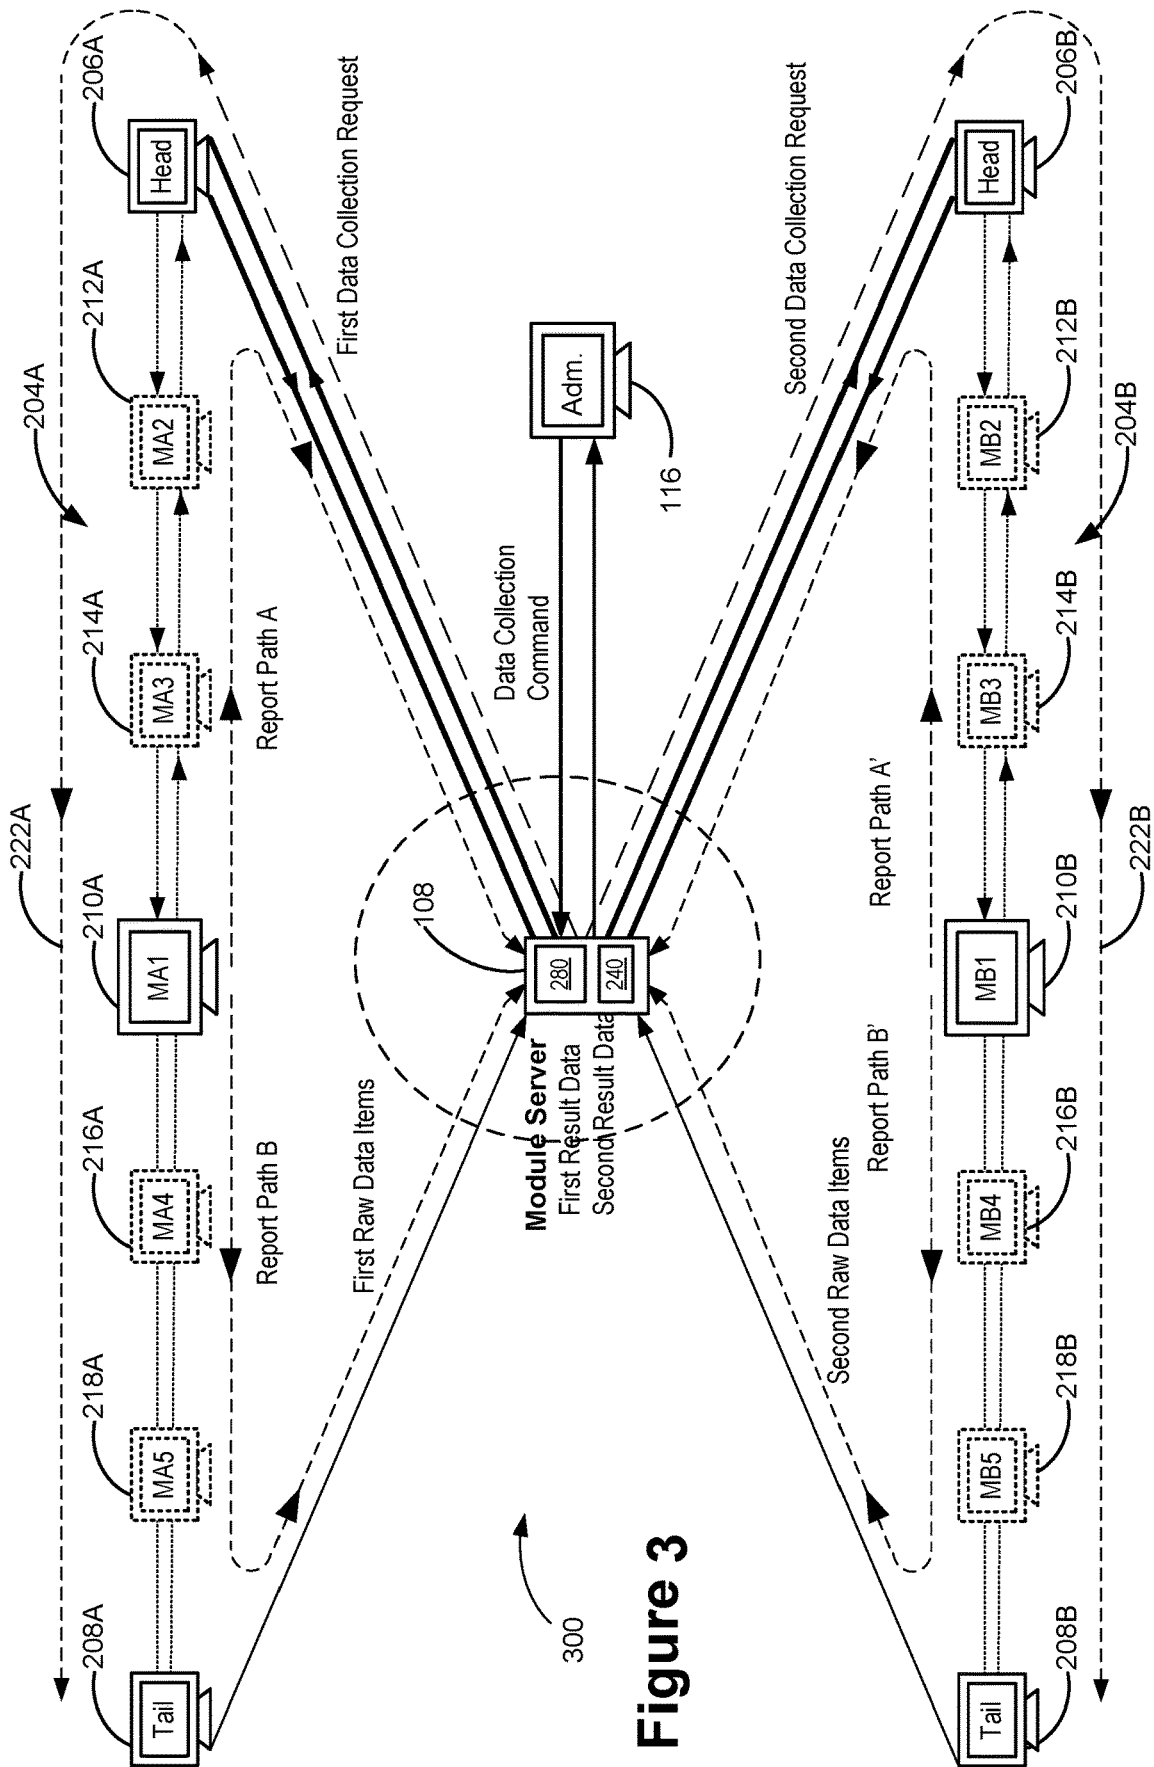 208A
218A
216A
210A
222A
214A
204A
212A
206A
Tail
MA5
MA4
MA1
MA3
MA2
Head
Report Path B
Report Path A
First Raw Data Items
First Data Collection Request
108
Module Server
First Result Data
Second Result Data
280
240
Data Collection
Command
Adm.
116
300
Figure 3
Second Raw Data Items
Report Path B'
Report Path A'
Second Data Collection Request
Tail
MB5
MB4
MB1
MB3
MB2
Head
208B
218B
216B
210B
222B
214B
204B
212B
206B